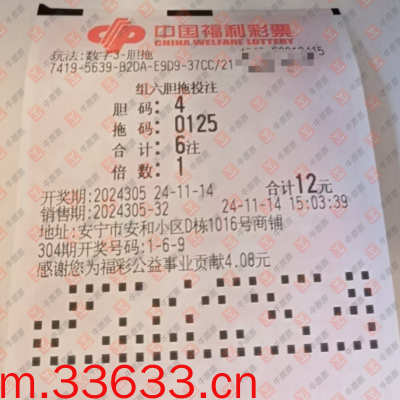 中国福利彩票
CHINA WELFARE LOTTERY
玩法:数字3-胆拖
7419-5639-B2DA-E9D9-37CC/21
组六胆拖投注
胆 码: 4
拖 码: 0125
合 计: 6注
倍 数: 1
开奖期:2024305 24-11-14 合计12元
销售期:2024305-32 24-11-14 15:03:39
地址:安宁市安和小区D栋1016号商铺
304期开奖号码:1-6-9
感谢您为福彩公益事业贡献4.08元
m.33633.cn